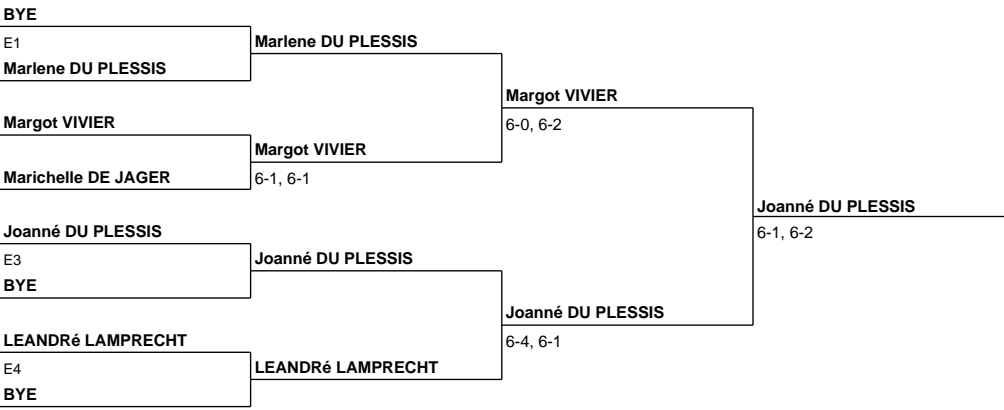 BYE
E1
Marlene DU PLESSIS
Marlene DU PLESSIS
Margot VIVIER
Marichelle DE JAGER
Margot VIVIER
6-1, 6-1
Margot VIVIER
6-0, 6-2
Joanné DU PLESSIS
E3
BYE
Joanné DU PLESSIS
LEANDRé LAMPRECHT
E4
BYE
LEANDRé LAMPRECHT
Joanné DU PLESSIS
6-4, 6-1
Joanné DU PLESSIS
6-1, 6-2